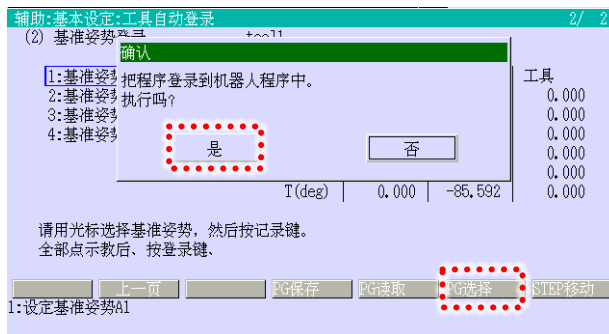 辅助:基本设定:工具自动登录 2/ 2
(2) 基准姿势登录 tool1
确认
把程序登录到机器人程序中。
执行吗?
是 否
1:基准姿势
2:基准姿势
3:基准姿势
4:基准姿势
工具
0.000
0.000
0.000
0.000
0.000
T(deg) 0.000 -85.592 0.000
请用光标选择基准姿势，然后按记录键。
全部点示教后、按登录键、
上一页 PG保存 PG读取 PG选择 STEP移动
1:设定基准姿势A1